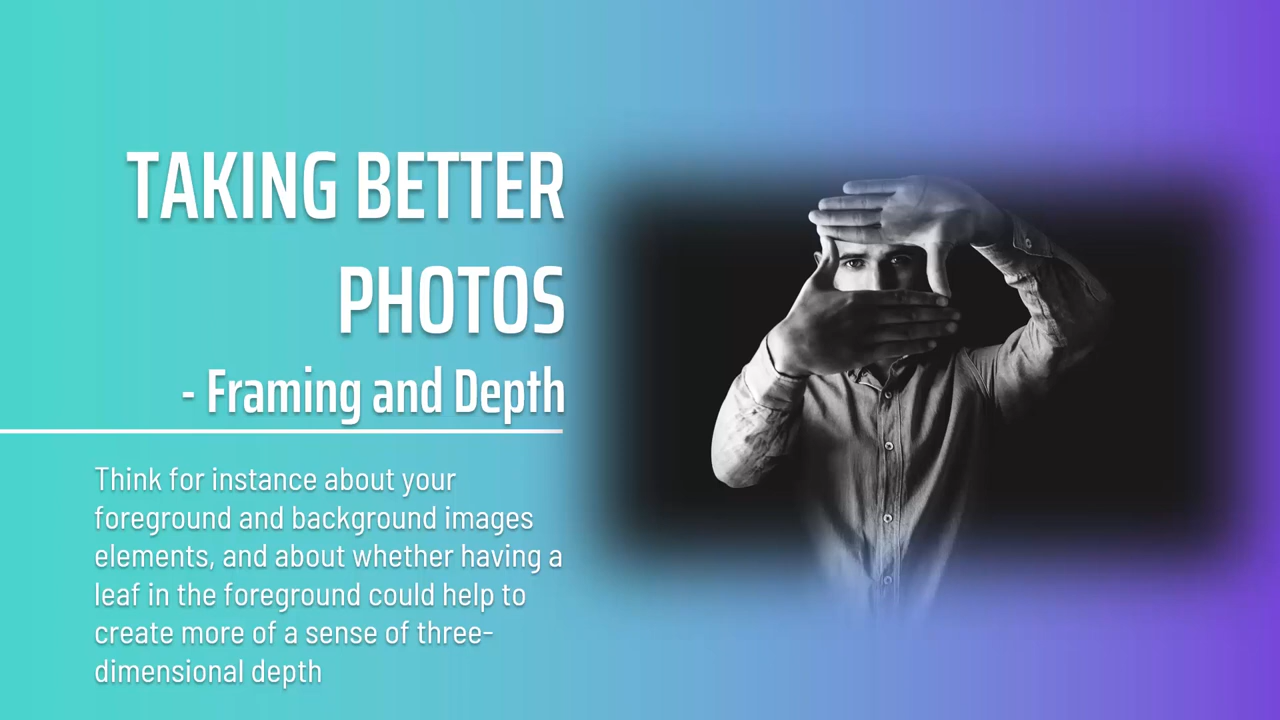 TAKING BETTER
PHOTOS
- Framing and Depth
Think for instance about your
foreground and background images
elements, and about whether having a
leaf in the foreground could help to
create more of a sense of three-
dimensional depth